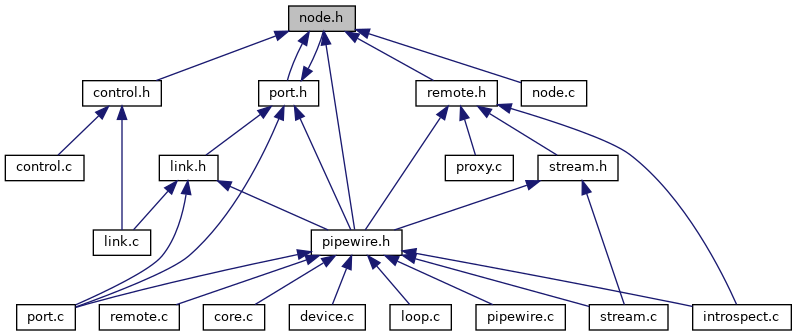 node.h
control.h
port.h
remote.h
node.c
control.c
link.h
proxy.c
stream.h
link.c
pipewire.h
port.c
remote.c
core.c
device.c
loop.c
pipewire.c
stream.c
introspect.c